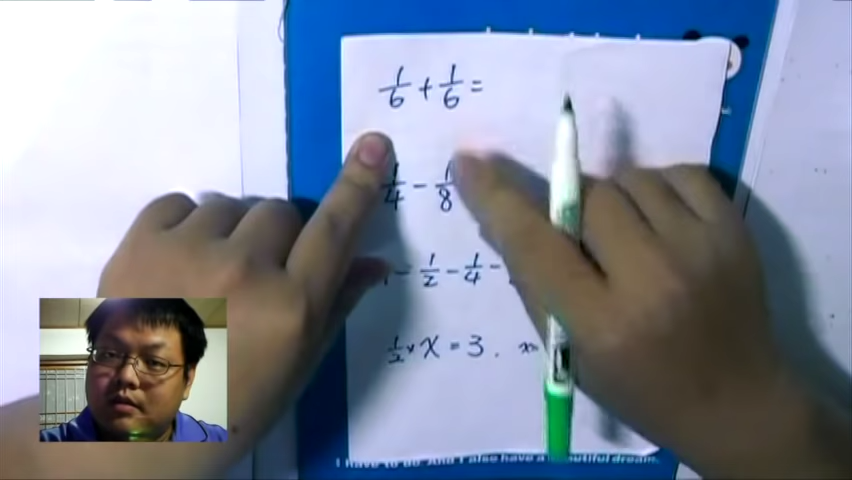 1/6 + 1/6 =
1/4 - 1/8
- 1/2 - 1/4 -
1/2 × x = 3 .
I have to do And I also have a beautiful dream.